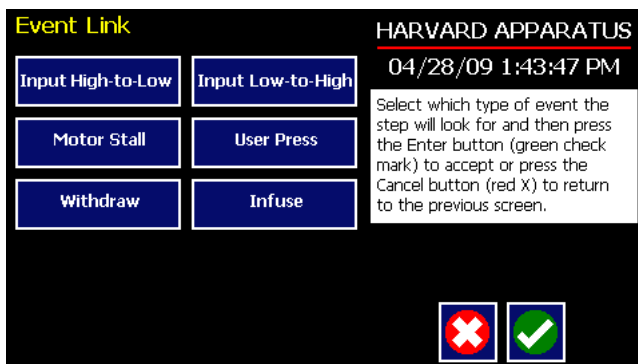 Event Link
HARVARD APPARATUS
04/28/09 1:43:47 PM
Input High-to-Low
Input Low-to-High
Motor Stall
User Press
Withdraw
Infuse
Select which type of event the
step will look for and then press
the Enter button (green check
mark) to accept or press the
Cancel button (red X) to return
to the previous screen.